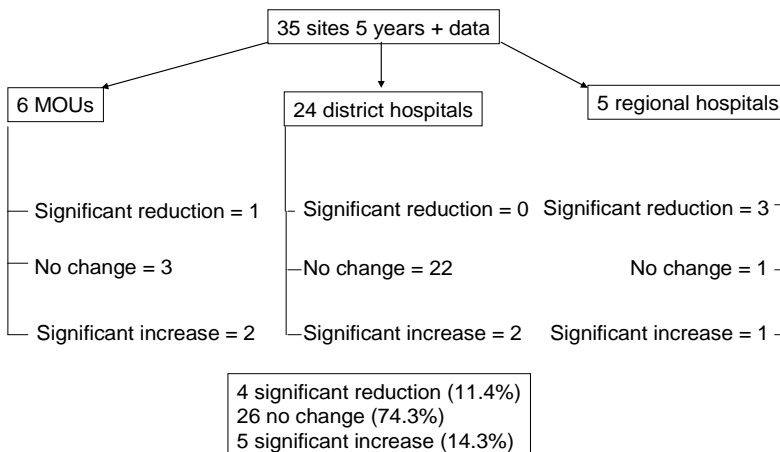 35 sites 5 years + data
6 MOUs
24 district hospitals
5 regional hospitals
Significant reduction = 1
Significant reduction = 0
Significant reduction = 3
No change = 3
No change = 22
No change = 1
Significant increase = 2
Significant increase = 2
Significant increase = 1
4 significant reduction (11.4%)
26 no change (74.3%)
5 significant increase (14.3%)